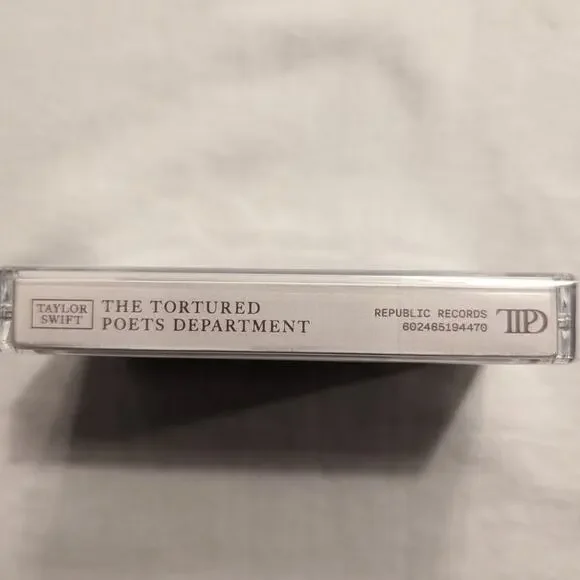 TAYLOR
SWIFT
THE TORTURED
POETS DEPARTMENT
REPUBLIC RECORDS
602465194470
TTPD